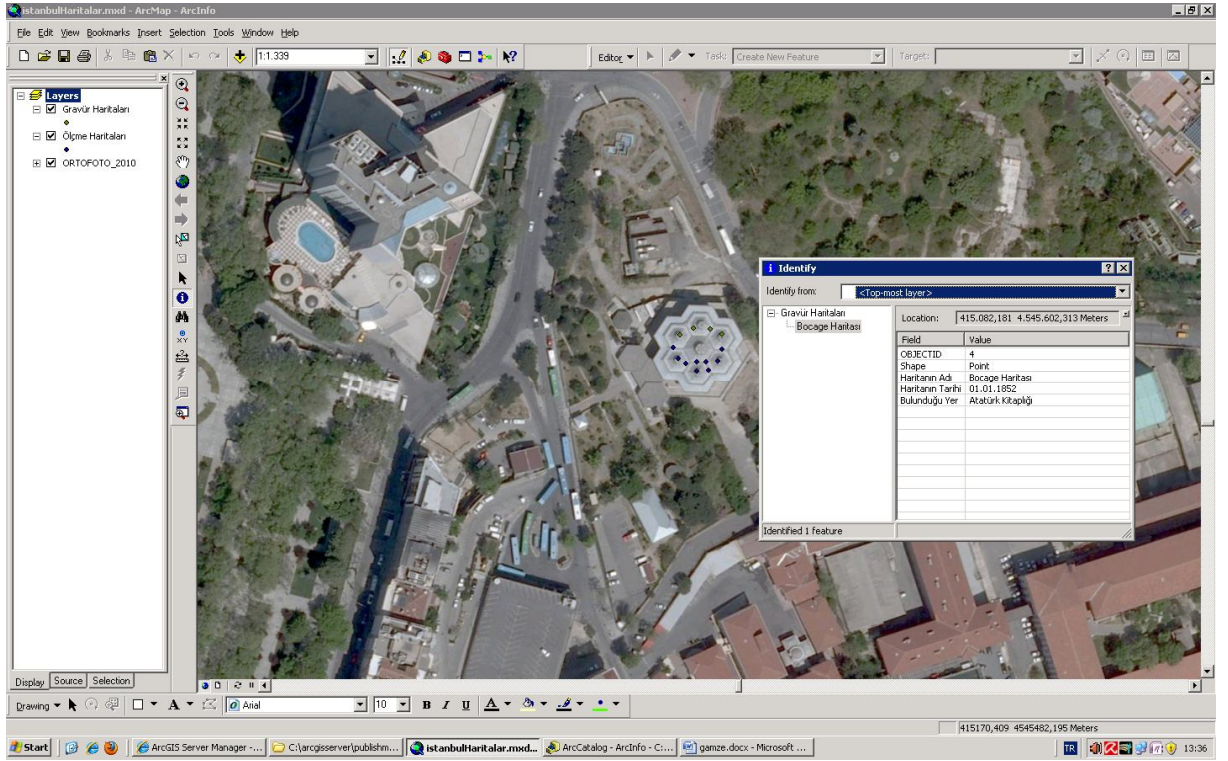 istanbulHaritalar.mxd - ArcMap - ArcInfo
File Edit View Bookmarks Insert Selection Tools Window Help
1:1.339
Editor
Task:
Create New Feature
Target:
Layers
Gravür Haritaları
Ölçme Haritaları
ORTOFOTO_2010
XY
Identify
Identify from:
<Top-most layer>
Gravür Haritaları
Bocage Haritası
Location:
415.082,181 4.545.602,313 Meters
Field Value
OBJECTID 4
Shape Point
Haritanın Adı Bocage Haritası
Haritanın Tarihi 01.01.1852
Bulunduğu Yer Atatürk Kitaplığı
Identified 1 feature
Display Source Selection
Drawing
A
Arial
10
B I U A
415170,409 4545482,195 Meters
Start
ArcGIS Server Manager -...
C:\arcgisserver\publishm...
istanbulHaritalar.mxd...
ArcCatalog - ArcInfo - C:...
gamze.docx - Microsoft ...
TR
13:36